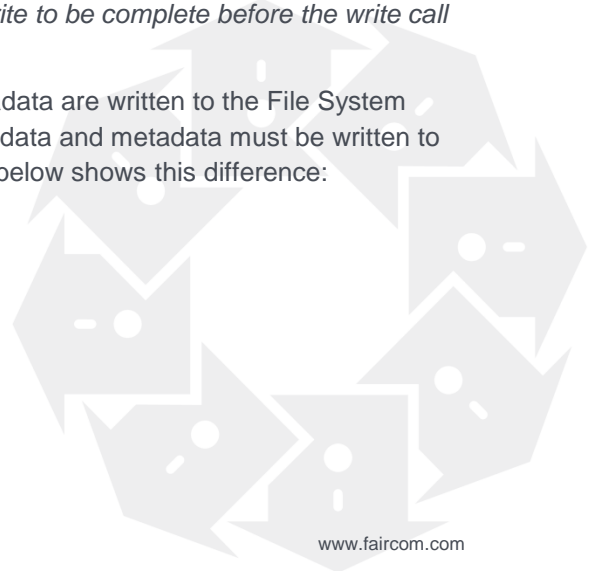 ite to be complete before the write call
adata are written to the File System
data and metadata must be written to
below shows this difference:
www.faircom.com